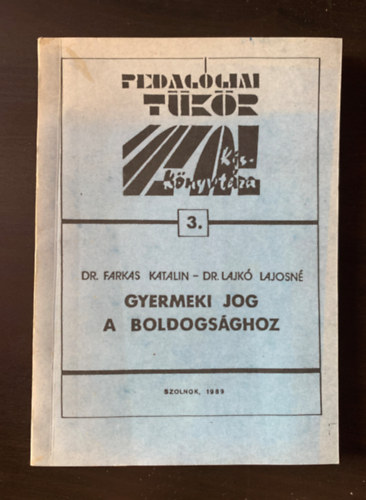 PEDAGÓGIAI
TÜKÖR
Kis-
Könyvtára
3.
DR. FARKAS KATALIN - DR. LAJKÓ LAJOSNÉ
GYERMEKI JOG
A BOLDOGSÁGHOZ
SZOLNOK, 1989